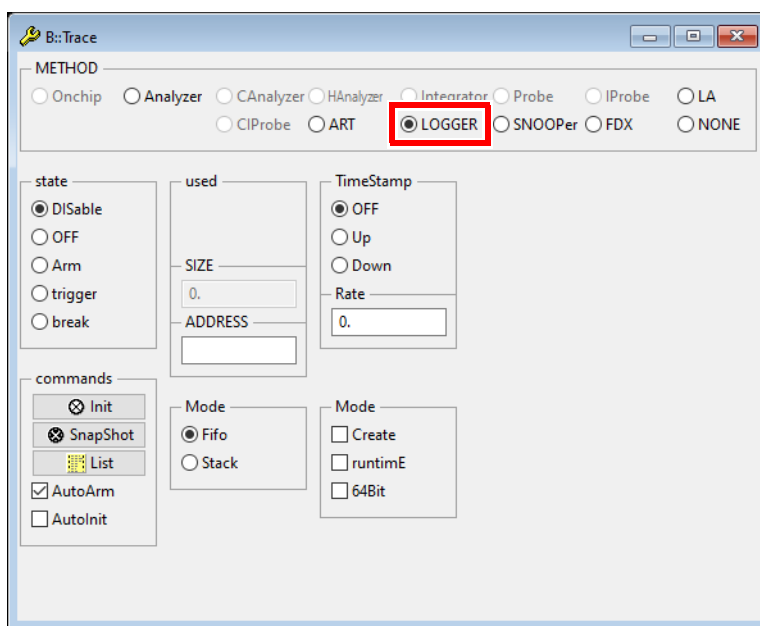 B::Trace
METHOD
Onchip Analyzer CAnalyzer HAnalyzer Integrator Probe IProbe LA
CIProbe ART LOGGER SNOOPer FDX NONE
state used TimeStamp
DISable OFF
OFF Up
Arm SIZE Down
trigger 0. Rate
break ADDRESS 0.
commands
Init Mode Mode
SnapShot Fifo Create
List Stack runtimE
AutoArm 64Bit
AutoInit